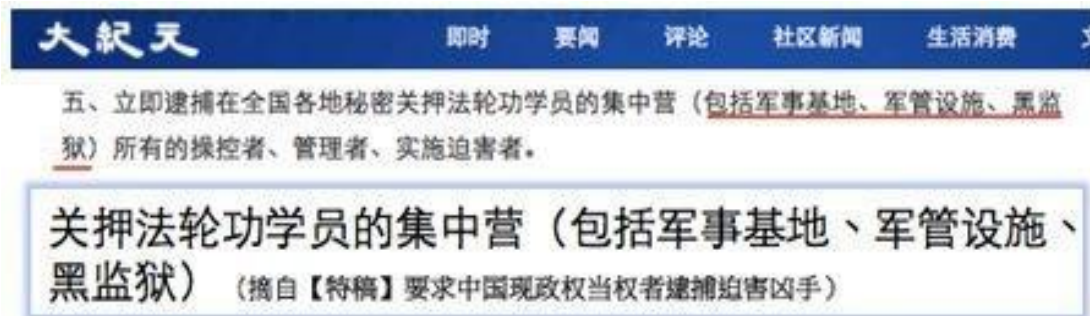 大紀元 即时 要闻 评论 社区新闻 生活消费
五、立即逮捕在全国各地秘密关押法轮功学员的集中营（包括军事基地、军管设施、黑监
狱）所有的操控者、管理者、实施迫害者。
关押法轮功学员的集中营（包括军事基地、军管设施、
黑监狱）（摘自【特稿】要求中国现政权当权者逮捕迫害凶手）